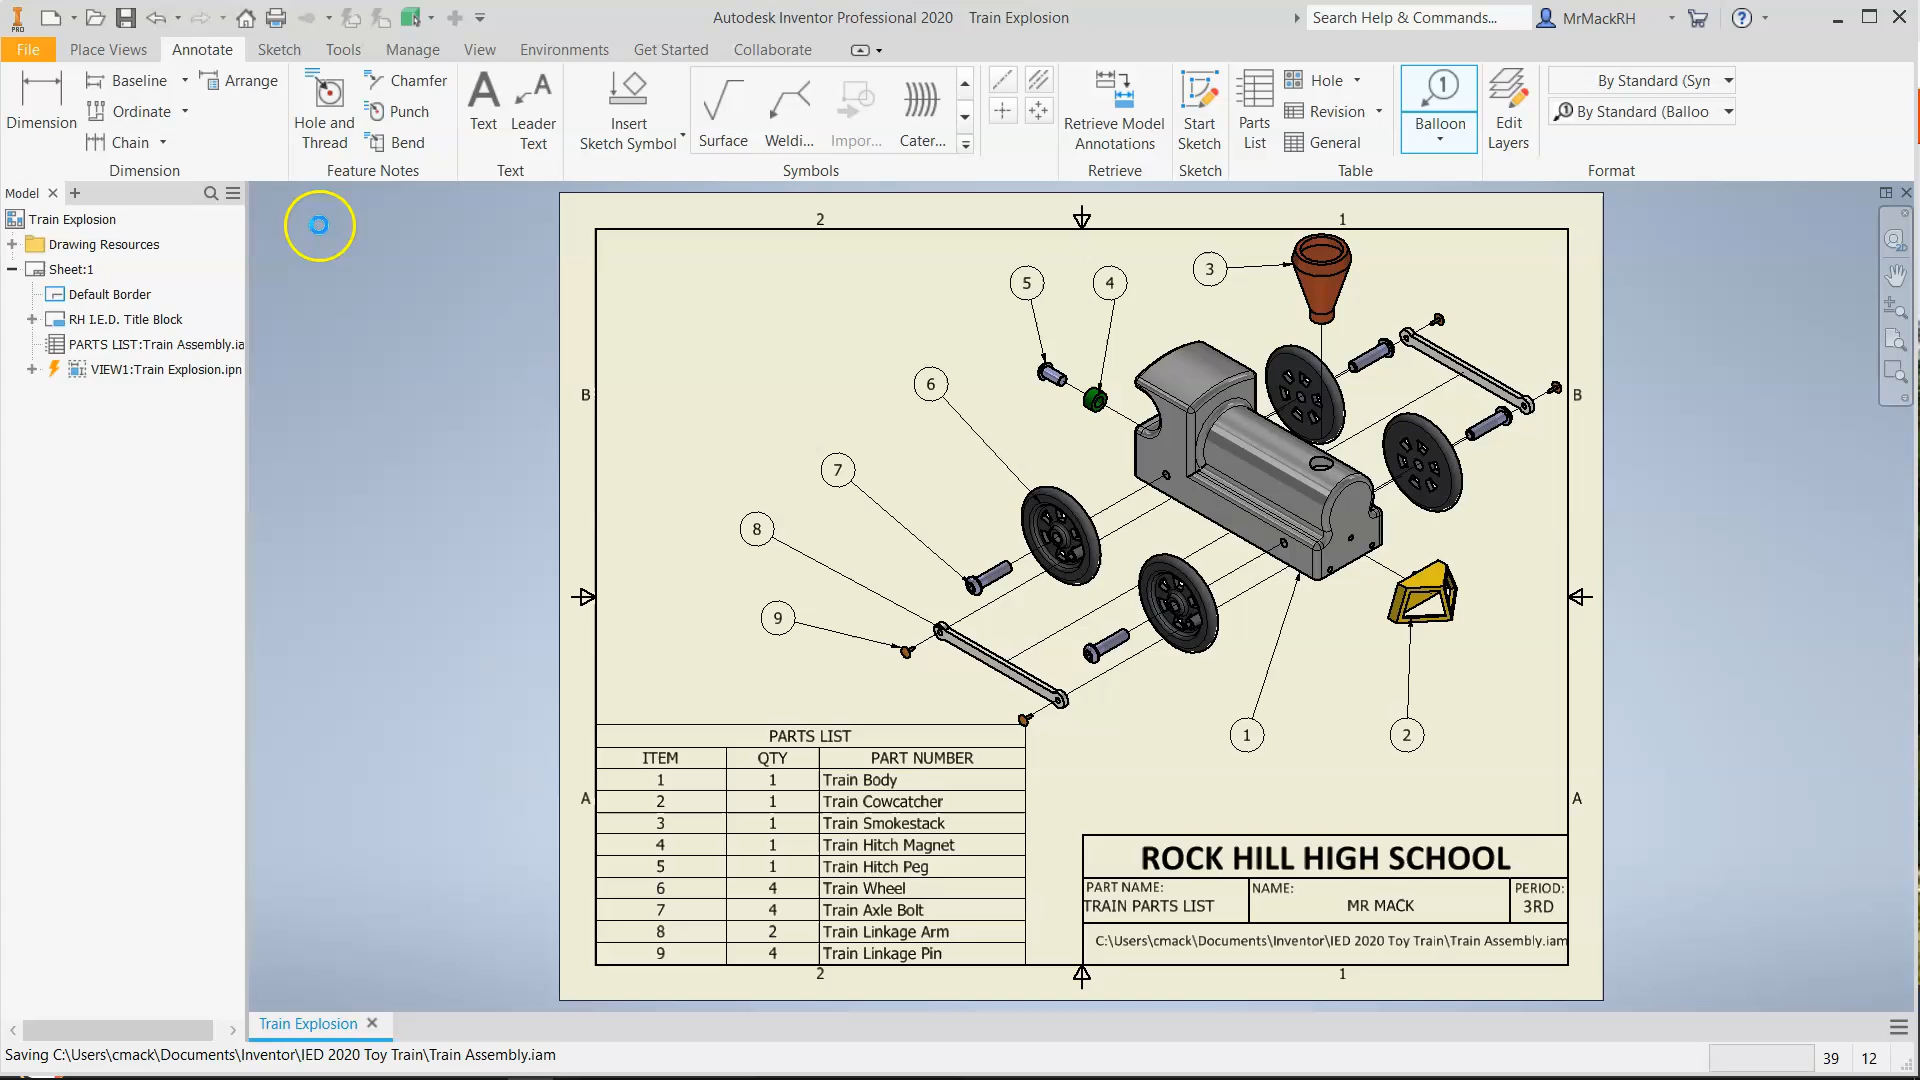 PRO
Autodesk Inventor Professional 2020 Train Explosion
Search Help & Commands...
MrMackRH
File Place Views Annotate Sketch Tools Manage View Environments Get Started Collaborate
Dimension
Baseline
Ordinate
Chain
Arrange
Dimension
Hole and
Thread
Chamfer
Punch
Bend
Feature Notes
Text
Leader
Text
Text
Insert
Sketch Symbol
Surface
Weldi...
Impor...
Cater...
Symbols
Retrieve Model
Annotations
Retrieve
Start
Sketch
Sketch
Parts
List
Hole
Revision
General
Table
1
Balloon
Edit
Layers
By Standard (Syn
By Standard (Balloo
Format
Model
Train Explosion
Drawing Resources
Sheet:1
Default Border
RH I.E.D. Title Block
PARTS LIST:Train Assembly.ia
VIEW1:Train Explosion.ipn
2 1
3
5 4
6
B B
7
8
9
1 2
A A
PARTS LIST
ITEM QTY PART NUMBER
1 1 Train Body
2 1 Train Cowcatcher
3 1 Train Smokestack
4 1 Train Hitch Magnet
5 1 Train Hitch Peg
6 4 Train Wheel
7 4 Train Axle Bolt
8 2 Train Linkage Arm
9 4 Train Linkage Pin
ROCK HILL HIGH SCHOOL
PART NAME: NAME: PERIOD:
TRAIN PARTS LIST MR MACK 3RD
C:\Users\cmack\Documents\Inventor\IED 2020 Toy Train\Train Assembly.iam
2 1
Train Explosion
Saving C:\Users\cmack\Documents\Inventor\IED 2020 Toy Train\Train Assembly.iam
39 12